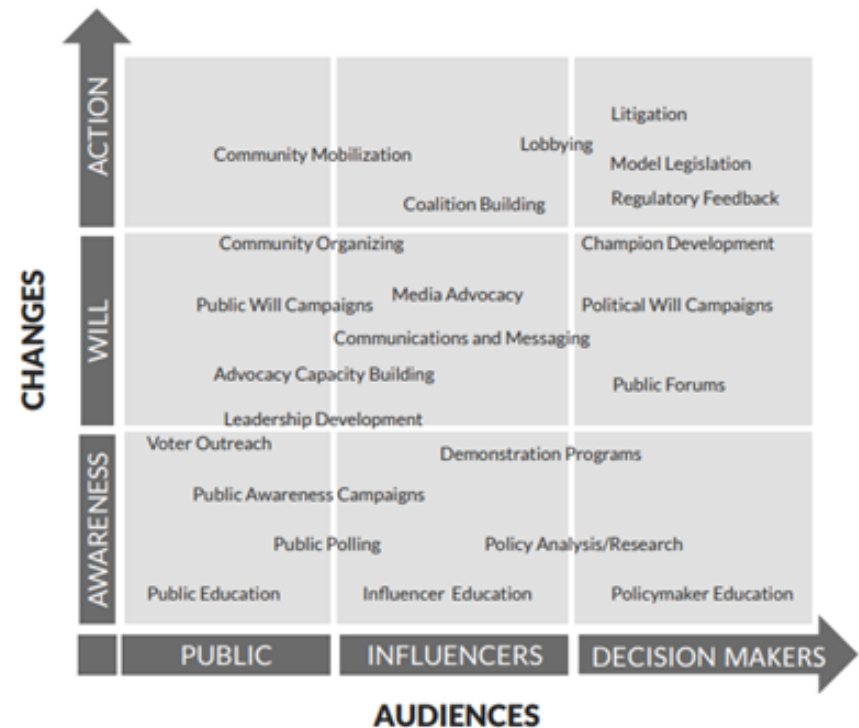 ACTION
Litigation
Lobbying
Community Mobilization
Model Legislation
Coalition Building
Regulatory Feedback
CHANGES
WILL
Community Organizing
Champion Development
Media Advocacy
Public Will Campaigns
Political Will Campaigns
Communications and Messaging
Advocacy Capacity Building
Public Forums
Leadership Development
AWARENESS
Voter Outreach
Demonstration Programs
Public Awareness Campaigns
Public Polling
Policy Analysis/Research
Public Education
Influencer Education
Policymaker Education
PUBLIC
INFLUENCERS
DECISION MAKERS
AUDIENCES